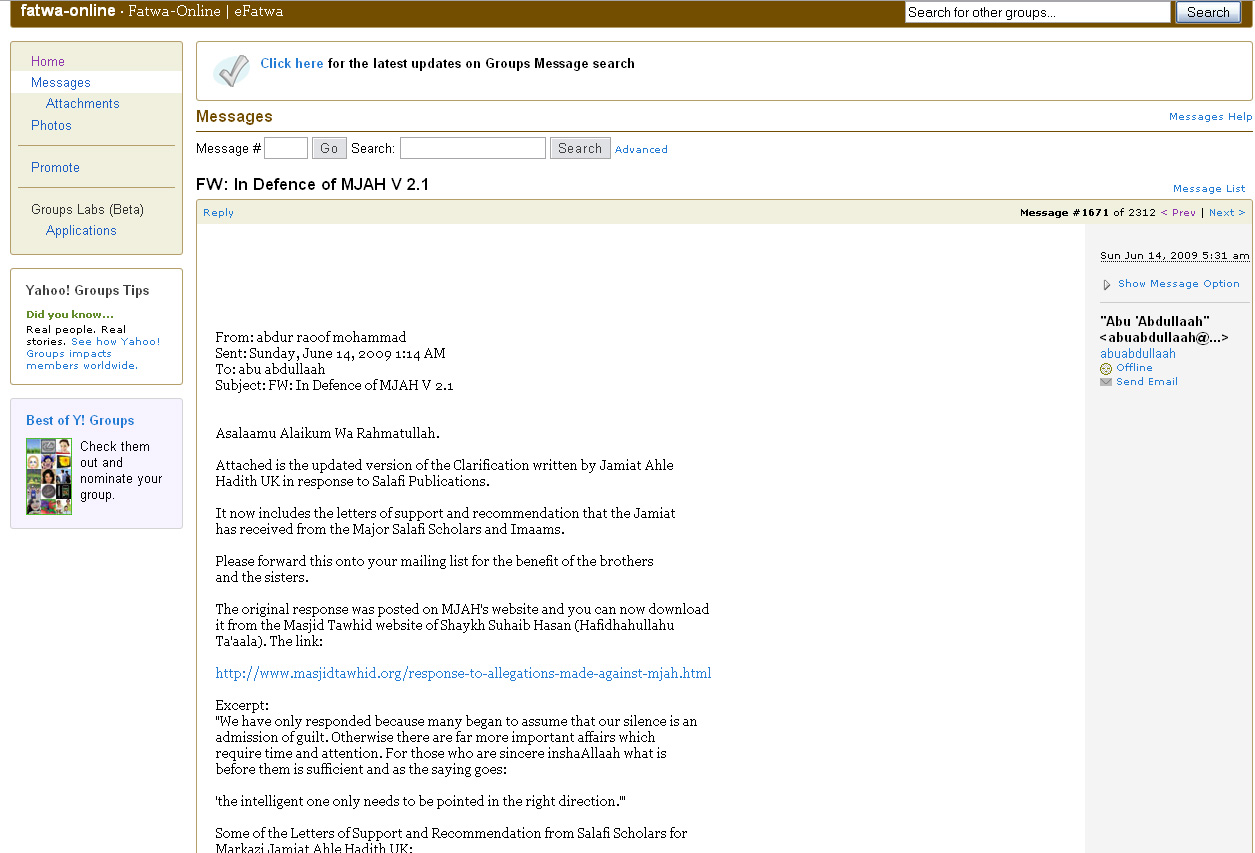 fatwa-online · Fatwa-Online | eFatwa
Search for other groups...
Search
Home
Messages
Attachments
Photos
Promote
Groups Labs (Beta)
Applications
Yahoo! Groups Tips
Did you know...
Real people. Real
stories. See how Yahoo!
Groups impacts
members worldwide.
Best of Y! Groups
Check them
out and
nominate your
group.
Click here for the latest updates on Groups Message search
Messages
Messages Help
Message # Go Search: Search Advanced
FW: In Defence of MJAH V 2.1
Message List
Reply
Message #1671 of 2312 < Prev | Next >
From: abdur raoof mohammad
Sent: Sunday, June 14, 2009 1:14 AM
To: abu abdullaah
Subject: FW: In Defence of MJAH V 2.1
Asalaamu Alaikum Wa Rahmatullah.
Attached is the updated version of the Clarification written by Jamiat Ahle
Hadith UK in response to Salafi Publications.
It now includes the letters of support and recommendation that the Jamiat
has received from the Major Salafi Scholars and Imaams.
Please forward this onto your mailing list for the benefit of the brothers
and the sisters.
The original response was posted on MJAH's website and you can now download
it from the Masjid Tawhid website of Shaykh Suhaib Hasan (Hafidhahullahu
Ta'aala). The link:
http://www.masjidtawhid.org/response-to-allegations-made-against-mjah.html
Excerpt:
"We have only responded because many began to assume that our silence is an
admission of guilt. Otherwise there are far more important affairs which
require time and attention. For those who are sincere inshaAllaah what is
before them is sufficient and as the saying goes:
'the intelligent one only needs to be pointed in the right direction.'"
Some of the Letters of Support and Recommendation from Salafi Scholars for
Markazi Jamiat Ahle Hadith UK:
Sun Jun 14, 2009 5:31 am
Show Message Option
"Abu 'Abdullaah"
<abuabdullaah@...>
abuabdullaah
Offline
Send Email